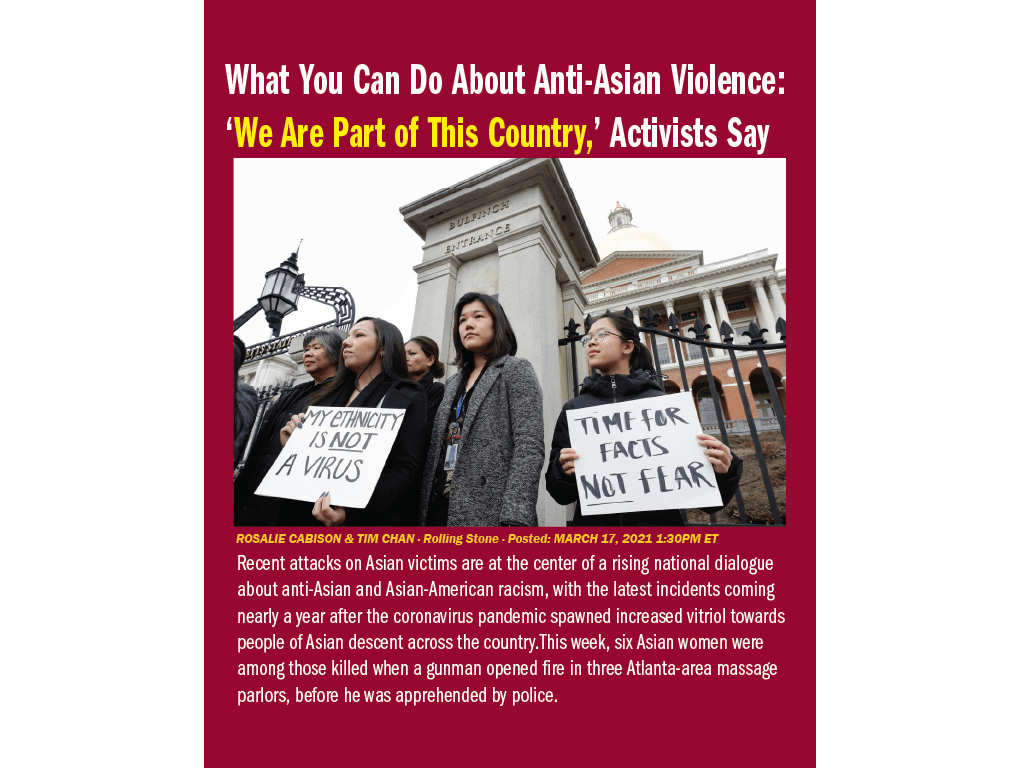 What You Can Do About Anti-Asian Violence:
‘We Are Part of This Country,’ Activists Say
BULFINCH
ENTRANCE
MY ETHNICITY
IS NOT
A VIRUS
TIME FOR
FACTS
NOT FEAR
ROSALIE CABISON & TIM CHAN - Rolling Stone - Posted: MARCH 17, 2021 1:30PM ET
Recent attacks on Asian victims are at the center of a rising national dialogue
about anti-Asian and Asian-American racism, with the latest incidents coming
nearly a year after the coronavirus pandemic spawned increased vitriol towards
people of Asian descent across the country.This week, six Asian women were
among those killed when a gunman opened fire in three Atlanta-area massage
parlors, before he was apprehended by police.